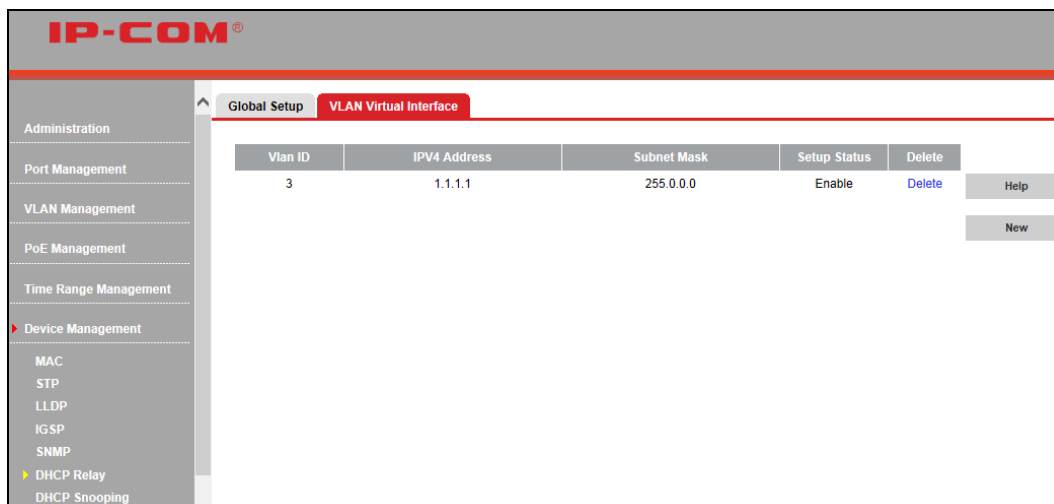 IP-COM®
Global Setup VLAN Virtual Interface
Administration
Port Management
VLAN Management
PoE Management
Time Range Management
Device Management
MAC
STP
LLDP
IGSP
SNMP
DHCP Relay
DHCP Snooping
Vlan ID IPV4 Address Subnet Mask Setup Status Delete
3 1.1.1.1 255.0.0.0 Enable Delete
Help
New